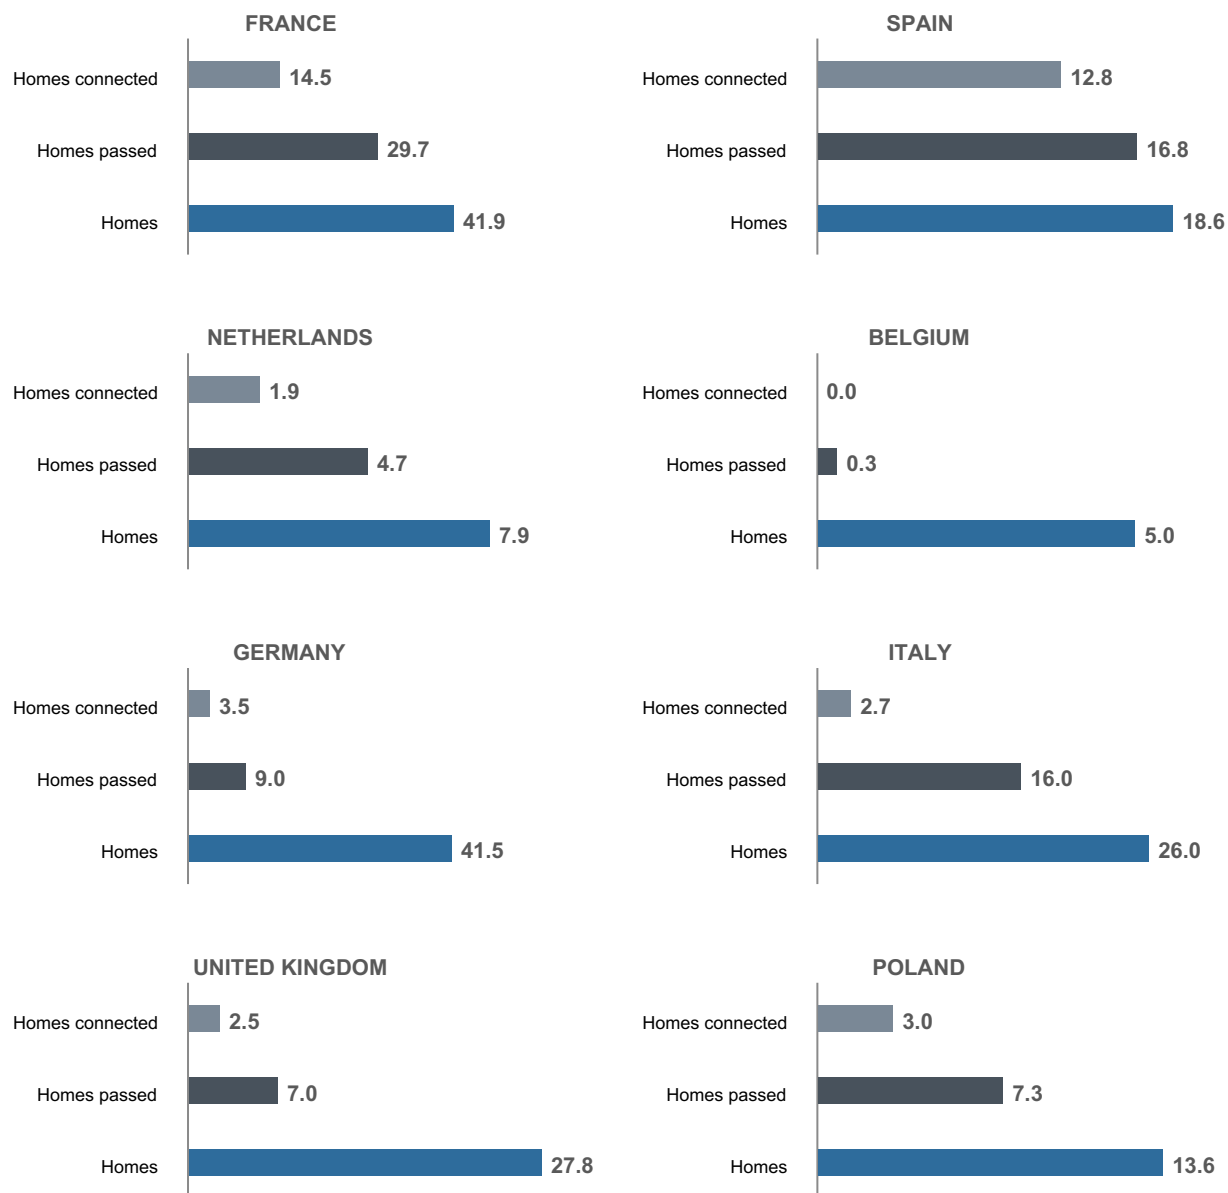 FRANCE
Homes connected 14.5
Homes passed 29.7
Homes 41.9
SPAIN
Homes connected 12.8
Homes passed 16.8
Homes 18.6
NETHERLANDS
Homes connected 1.9
Homes passed 4.7
Homes 7.9
BELGIUM
Homes connected 0.0
Homes passed 0.3
Homes 5.0
GERMANY
Homes connected 3.5
Homes passed 9.0
Homes 41.5
ITALY
Homes connected 2.7
Homes passed 16.0
Homes 26.0
UNITED KINGDOM
Homes connected 2.5
Homes passed 7.0
Homes 27.8
POLAND
Homes connected 3.0
Homes passed 7.3
Homes 13.6